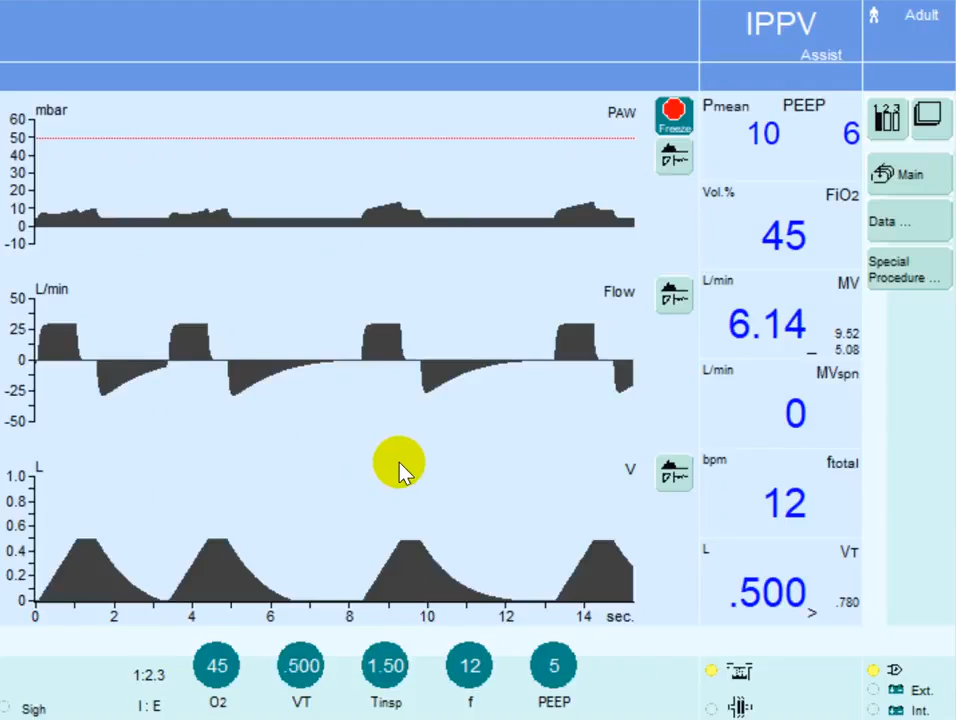 IPPV
Assist
Adult
mbar
PAW
60
50
40
30
20
10
0
-10
Freeze
Pmean
PEEP
10
6
Main
Vol.%
FiO2
45
Data ...
Special
Procedure ...
L/min
Flow
50
25
0
-25
-50
L/min
MV
6.14
9.52
5.08
L/min
MVspn
0
L
V
1.0
0.8
0.6
0.4
0.2
0
bpm
ftotal
12
L
VT
.500
.780
>
0
2
4
6
8
10
12
14
sec.
1:2.3
45
.500
1.50
12
5
I : E
O2
VT
Tinsp
f
PEEP
Sigh
Ext.
Int.
1 2 3